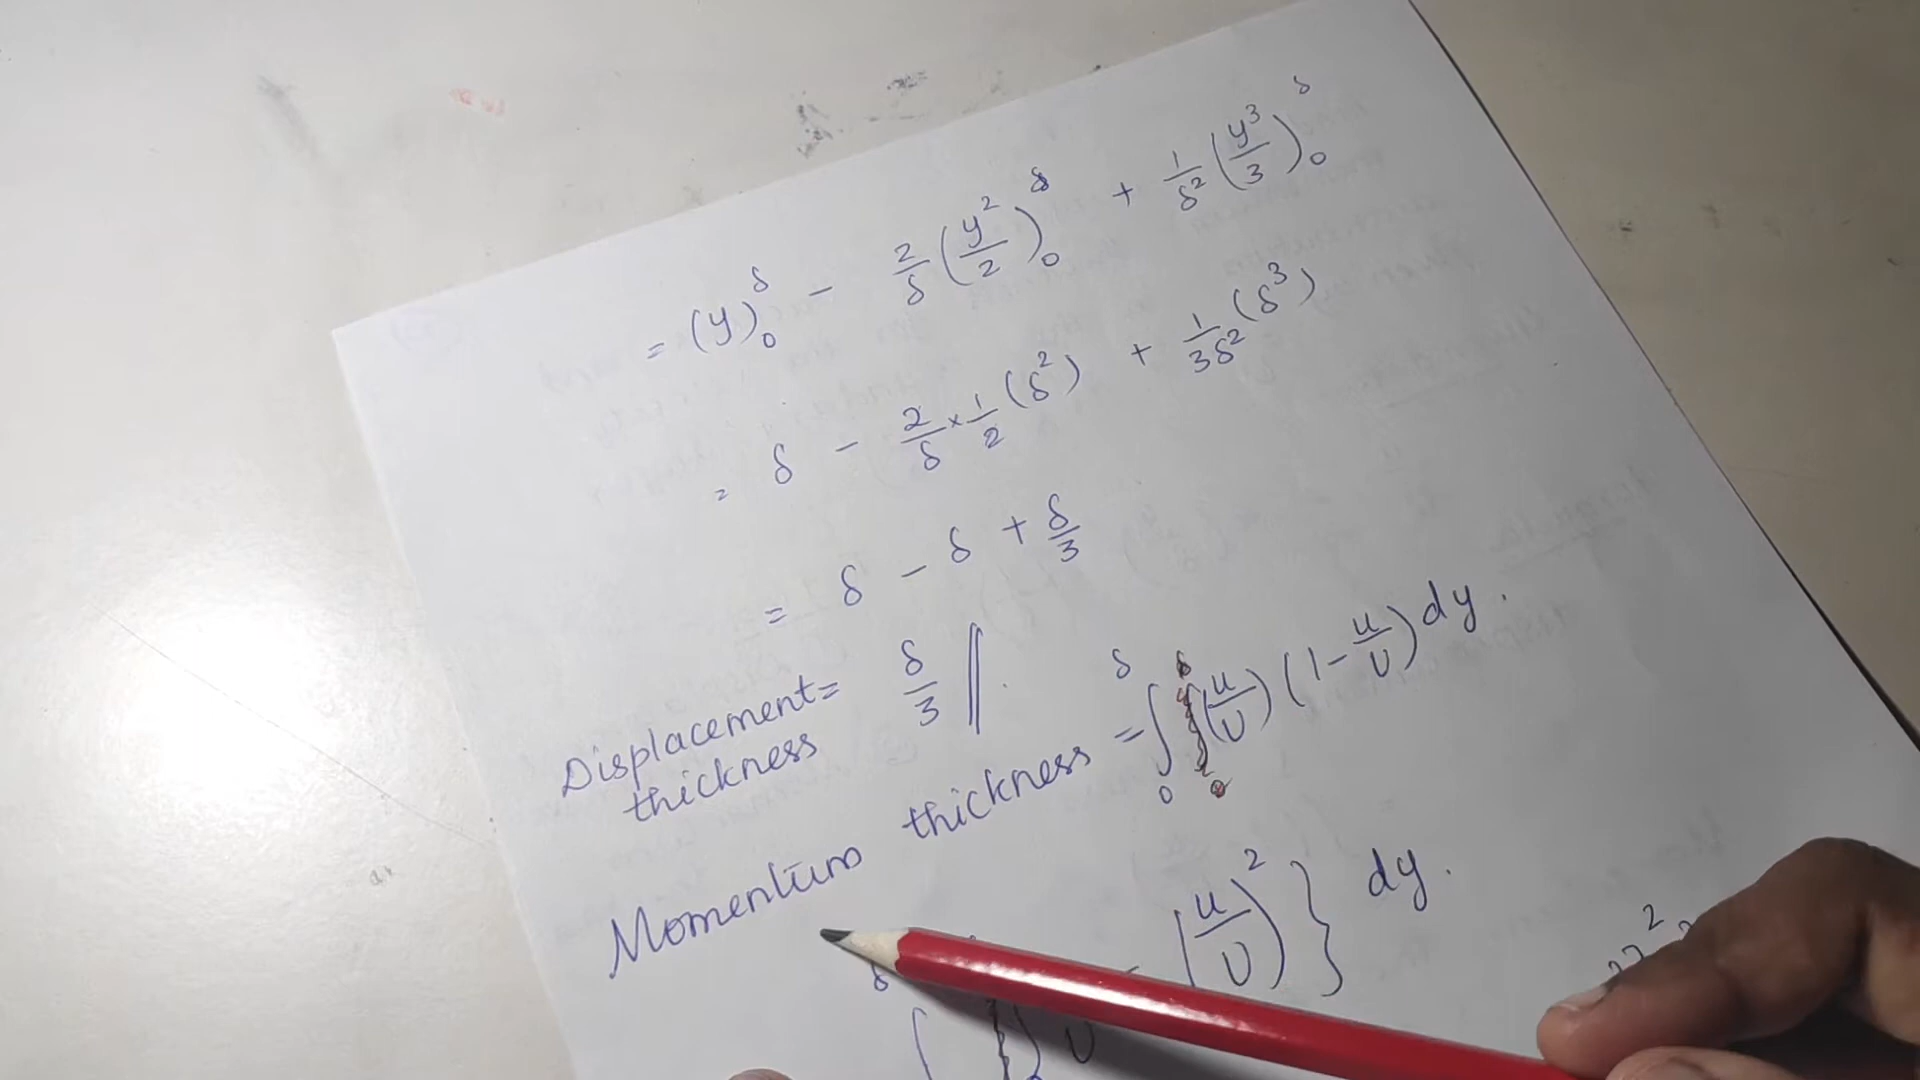 = (y)₀^δ - 2/δ (y²/2)₀^δ + 1/δ² (y³/3)₀^δ
= δ - 2/δ × 1/2 (δ²) + 1/3δ² (δ³)
= δ - δ + δ/3
Displacement thickness = δ/3 //
Momentum thickness = ∫₀^δ (u/U) (1 - u/U) dy.
- (u/U)² } dy.